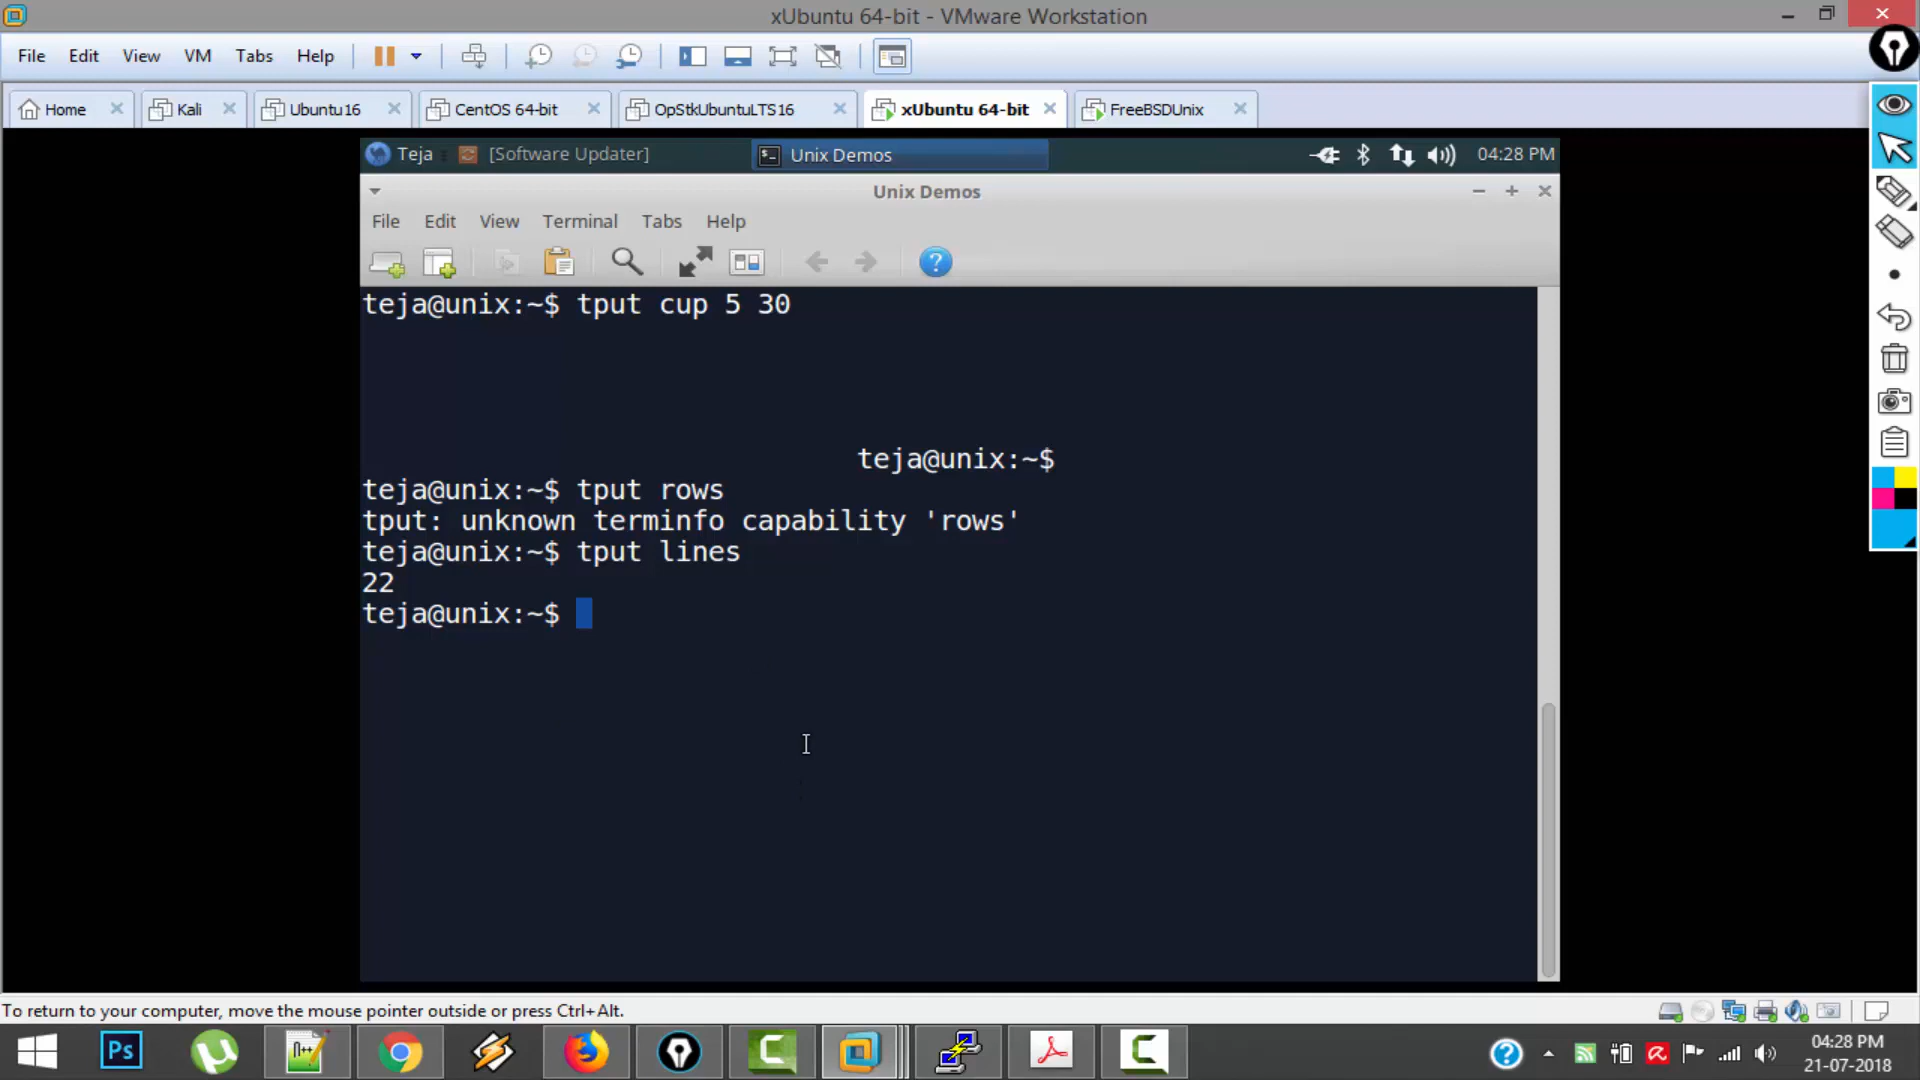 xUbuntu 64-bit - VMware Workstation
File Edit View VM Tabs Help
Home Kali Ubuntu16 CentOS 64-bit OpStkUbuntuLTS16 xUbuntu 64-bit FreeBSDUnix
Teja [Software Updater] Unix Demos 04:28 PM
Unix Demos
File Edit View Terminal Tabs Help
teja@unix:~$ tput cup 5 30
teja@unix:~$
teja@unix:~$ tput rows
tput: unknown terminfo capability 'rows'
teja@unix:~$ tput lines
22
teja@unix:~$
To return to your computer, move the mouse pointer outside or press Ctrl+Alt.
Ps
n++
04:28 PM
21-07-2018